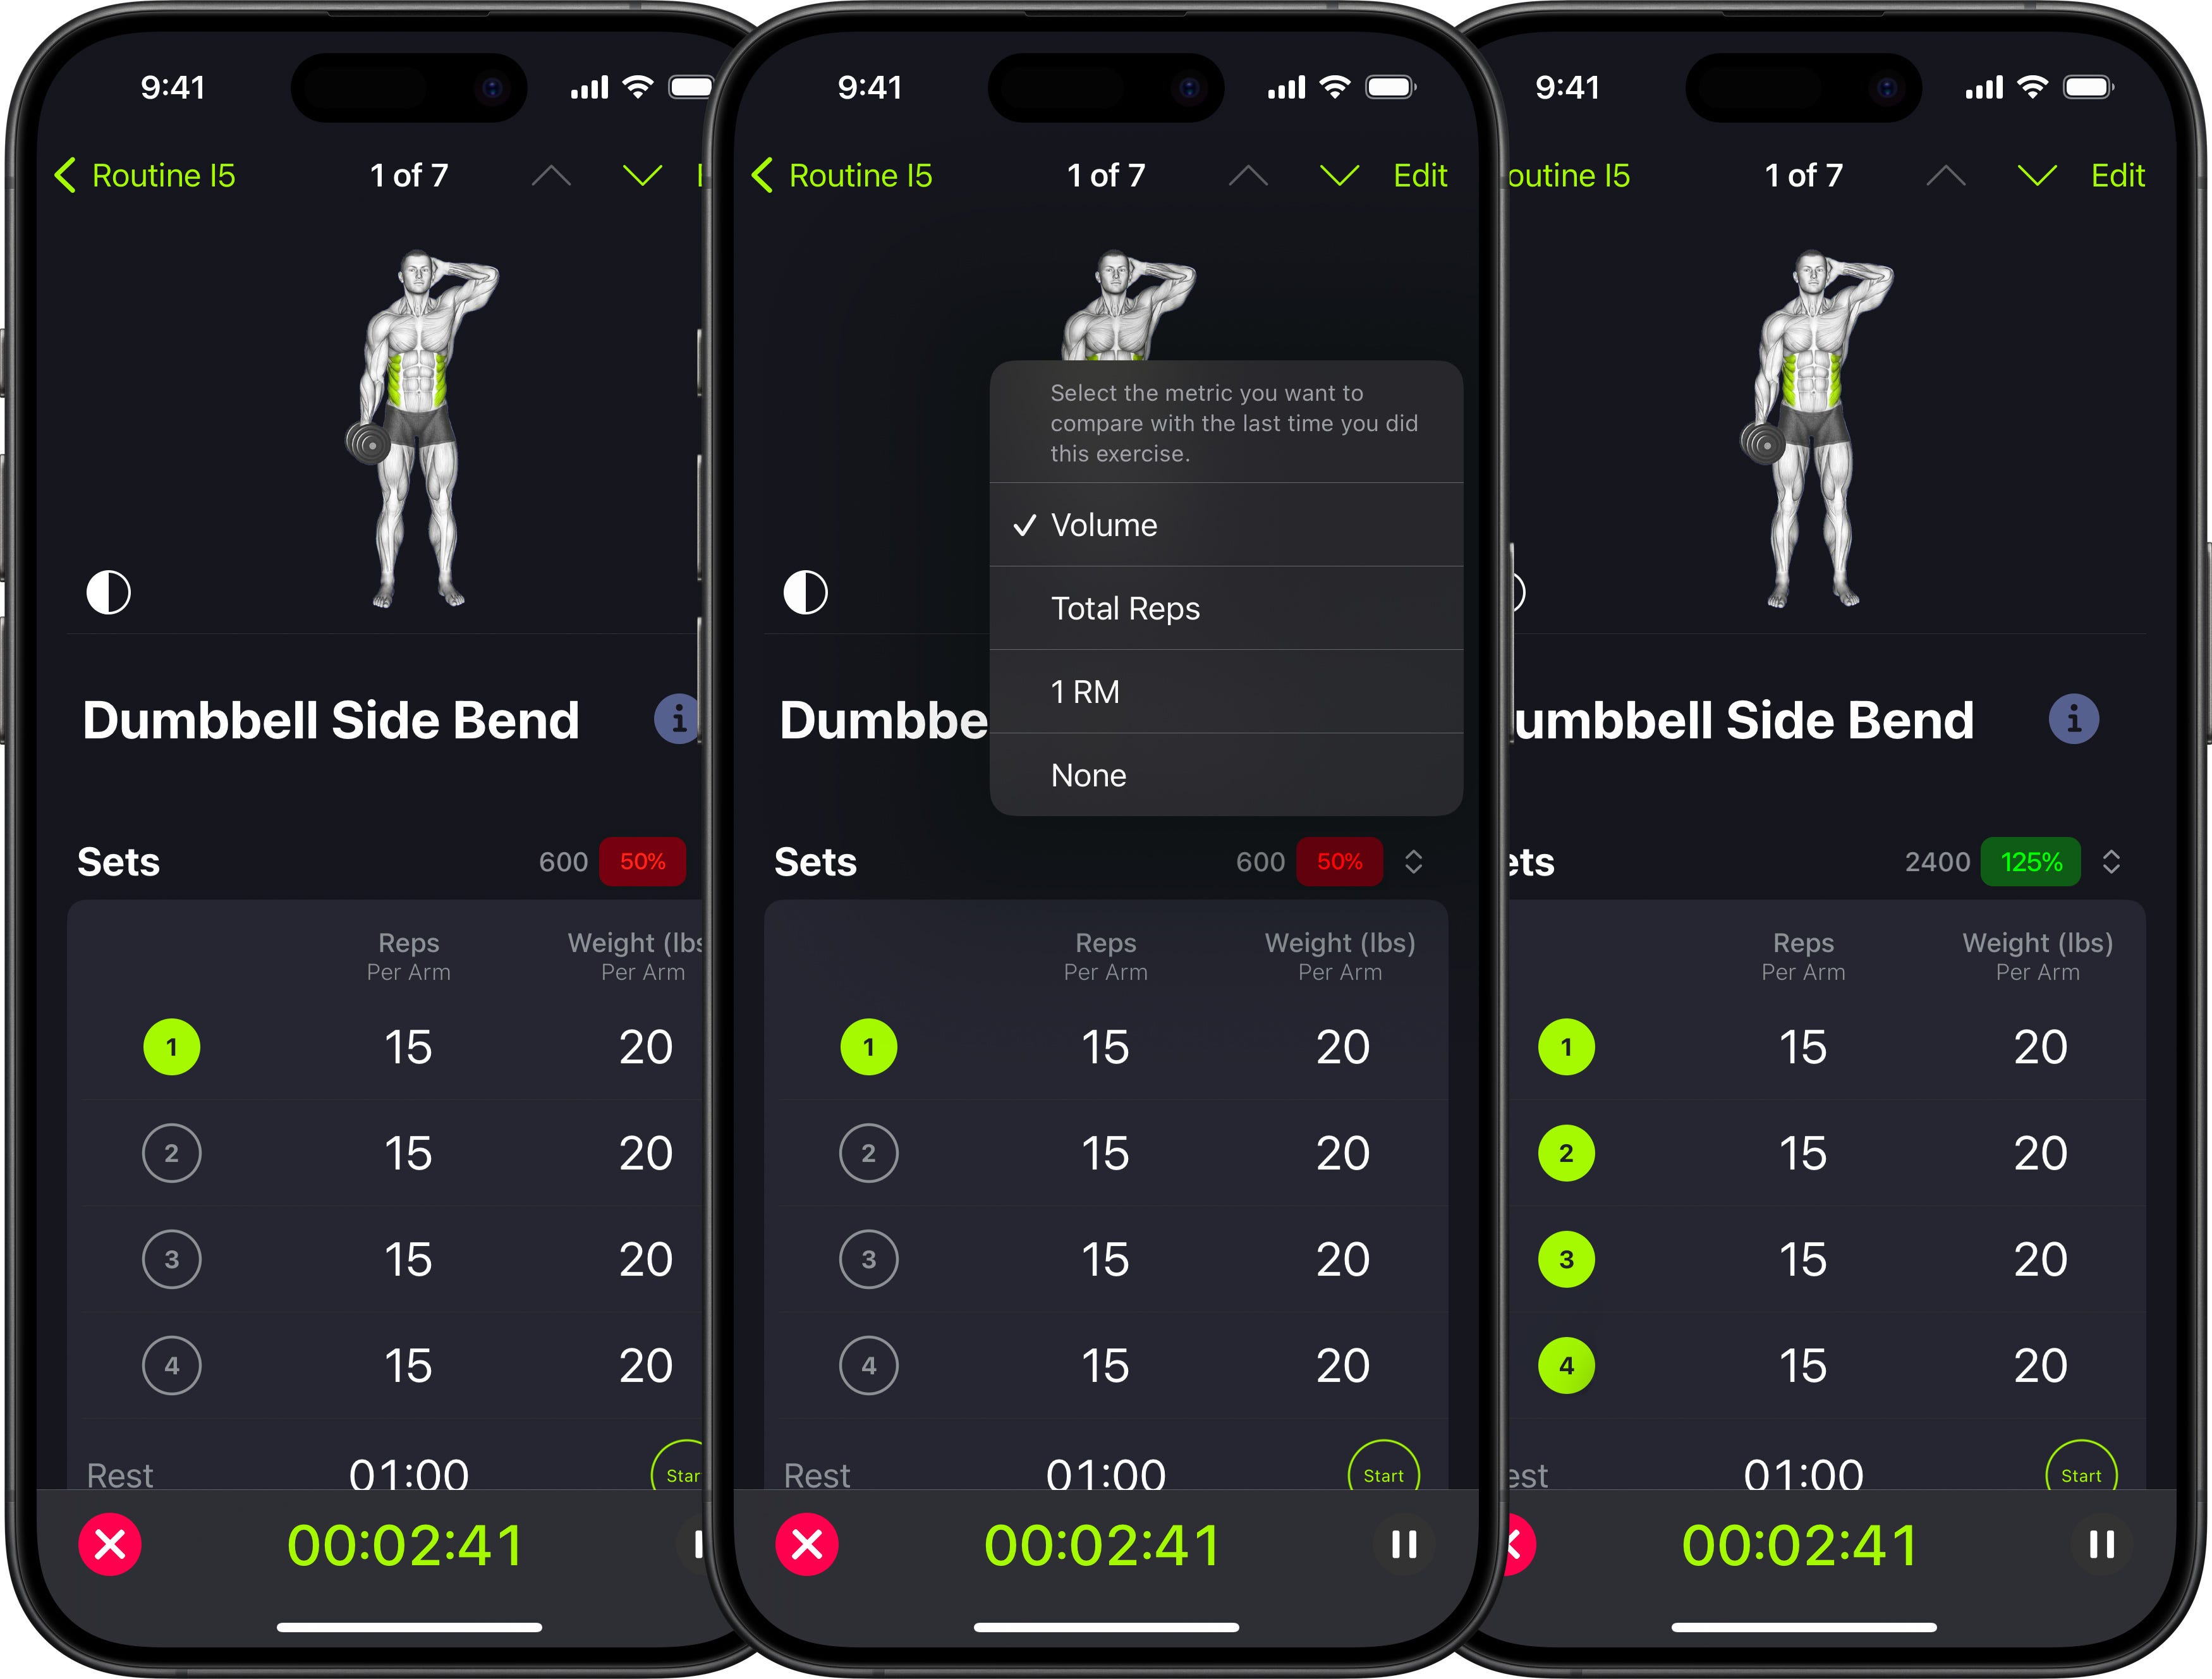 9:41
Routine I5
1 of 7
Dumbbell Side Bend
i
Sets
600 50%
Reps Weight (lbs
Per Arm Per Arm
1 15 20
2 15 20
3 15 20
4 15 20
Rest 01:00 Star
00:02:41
9:41
Routine I5
1 of 7
Edit
Select the metric you want to
compare with the last time you did
this exercise.
Volume
Total Reps
1 RM
None
Dumbbe
Sets
600 50%
Reps Weight (lbs)
Per Arm Per Arm
1 15 20
2 15 20
3 15 20
4 15 20
Rest 01:00 Start
00:02:41
9:41
outine I5
1 of 7
Edit
umbbell Side Bend
i
ets
2400 125%
Reps Weight (lbs)
Per Arm Per Arm
1 15 20
2 15 20
3 15 20
4 15 20
est 01:00 Start
00:02:41